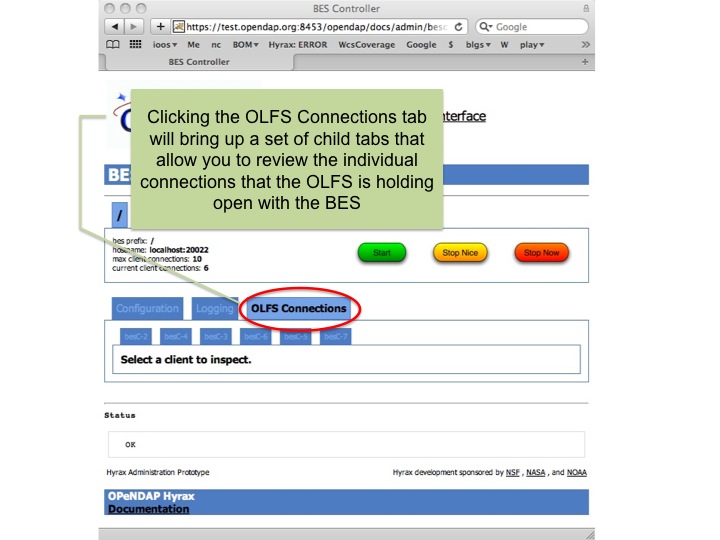 BES Controller
https://test.opendap.org:8453/opendap/docs/admin/besc
Google
ioos Me nc BOM Hyrax: ERROR WcsCoverage Google $ blgs W play »
BES Controller
+
Clicking the OLFS Connections tab
will bring up a set of child tabs that
allow you to review the individual
connections that the OLFS is holding
open with the BES
terface
BE
/
bes prefix: /
hostname: localhost:20022
max client connections: 10
current client connections: 6
Start Stop Nice Stop Now
Configuration Logging OLFS Connections
besC-2 besC-4 besC-3 besC-6 besC-5 besC-7
Select a client to inspect.
Status
OK
Hyrax Administration Prototype Hyrax development sponsored by NSF , NASA , and NOAA
OPeNDAP Hyrax
Documentation